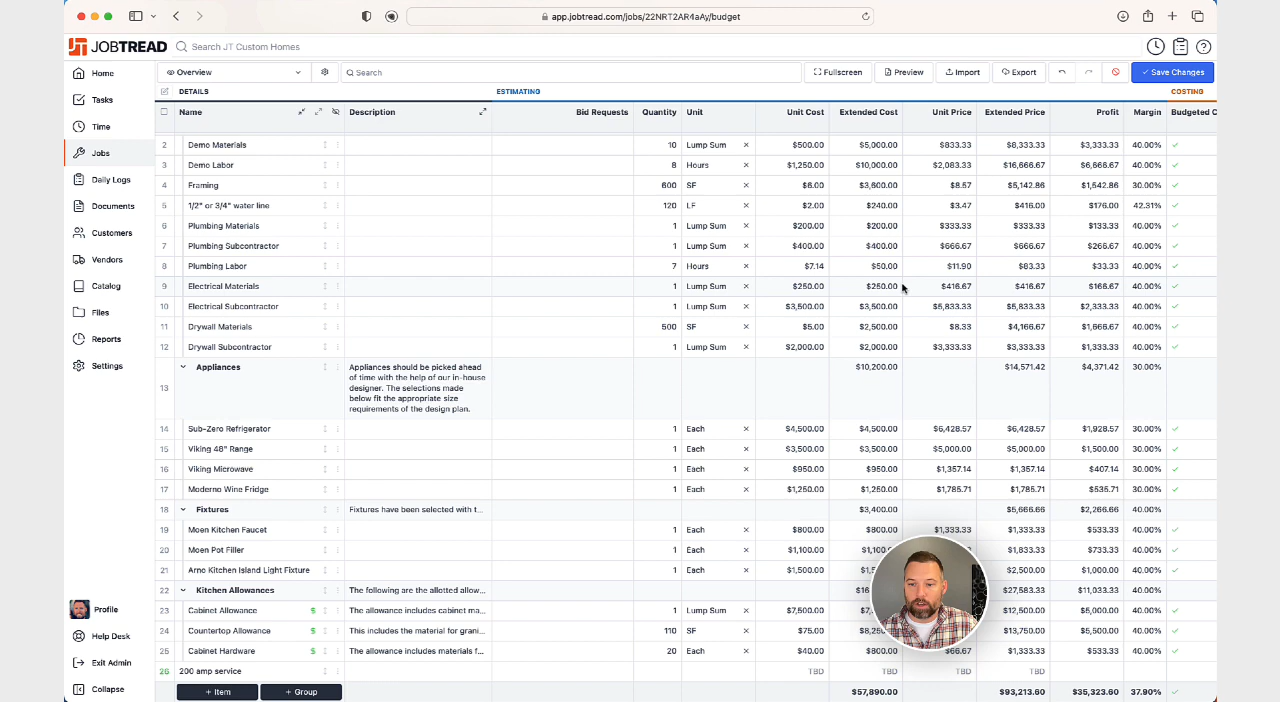 app.jobtread.com/jobs/22NRT2AR4aAy/budget
JT JOBTREAD Search JT Custom Homes
Home
Tasks
Time
Jobs
Daily Logs
Documents
Customers
Vendors
Catalog
Files
Reports
Settings
Profile
Help Desk
Exit Admin
Collapse
Overview Search Fullscreen Preview Import Export Save Changes
DETAILS ESTIMATING COSTING
Name Description Bid Requests Quantity Unit Unit Cost Extended Cost Unit Price Extended Price Profit Margin Budgeted C
2 Demo Materials 10 Lump Sum × $500.00 $5,000.00 $833.33 $8,333.33 $3,333.33 40.00%
3 Demo Labor 8 Hours × $1,250.00 $10,000.00 $2,083.33 $16,666.67 $6,666.67 40.00%
4 Framing 600 SF × $6.00 $3,600.00 $8.57 $5,142.86 $1,542.86 30.00%
5 1/2" or 3/4" water line 120 LF × $2.00 $240.00 $3.47 $416.00 $176.00 42.31%
6 Plumbing Materials 1 Lump Sum × $200.00 $200.00 $333.33 $333.33 $133.33 40.00%
7 Plumbing Subcontractor 1 Lump Sum × $400.00 $400.00 $666.67 $666.67 $266.67 40.00%
8 Plumbing Labor 7 Hours × $7.14 $50.00 $11.90 $83.33 $33.33 40.00%
9 Electrical Materials 1 Lump Sum × $250.00 $250.00 $416.67 $416.67 $166.67 40.00%
10 Electrical Subcontractor 1 Lump Sum × $3,500.00 $3,500.00 $5,833.33 $5,833.33 $2,333.33 40.00%
11 Drywall Materials 500 SF × $5.00 $2,500.00 $8.33 $4,166.67 $1,666.67 40.00%
12 Drywall Subcontractor 1 Lump Sum × $2,000.00 $2,000.00 $3,333.33 $3,333.33 $1,333.33 40.00%
13 Appliances $10,200.00 $14,571.42 $4,371.42 30.00%
Appliances should be picked ahead
of time with the help of our in-house
designer. The selections made
below fit the appropriate size
requirements of the design plan.
14 Sub-Zero Refrigerator 1 Each × $4,500.00 $4,500.00 $6,428.57 $6,428.57 $1,928.57 30.00%
15 Viking 48" Range 1 Each × $3,500.00 $3,500.00 $5,000.00 $5,000.00 $1,500.00 30.00%
16 Viking Microwave 1 Each × $950.00 $950.00 $1,357.14 $1,357.14 $407.14 30.00%
17 Moderno Wine Fridge 1 Each × $1,250.00 $1,250.00 $1,785.71 $1,785.71 $535.71 30.00%
18 Fixtures Fixtures have been selected with t... $3,400.00 $5,666.66 $2,266.66 40.00%
19 Moen Kitchen Faucet 1 Each × $800.00 $800.00 $1,333.33 $1,333.33 $533.33 40.00%
20 Moen Pot Filler 1 Each × $1,100.00 $1,833.33 $733.33 40.00%
21 Arno Kitchen Island Light Fixture 1 Each × $1,500.00 $2,500.00 $1,000.00 40.00%
22 Kitchen Allowances The following are the allotted allow... $27,583.33 $11,033.33 40.00%
23 Cabinet Allowance $ The allowance includes cabinet ma... 1 Lump Sum × $7,500.00 $12,500.00 $5,000.00 40.00%
24 Countertop Allowance $ This includes the material for grani... 110 SF × $75.00 $13,750.00 $5,500.00 40.00%
25 Cabinet Hardware $ The allowance includes materials f... 20 Each × $40.00 $800.00 $66.67 $1,333.33 $533.33 40.00%
26 200 amp service TBD TBD TBD TBD
+ Item + Group $57,890.00 $93,213.60 $35,323.60 37.90%